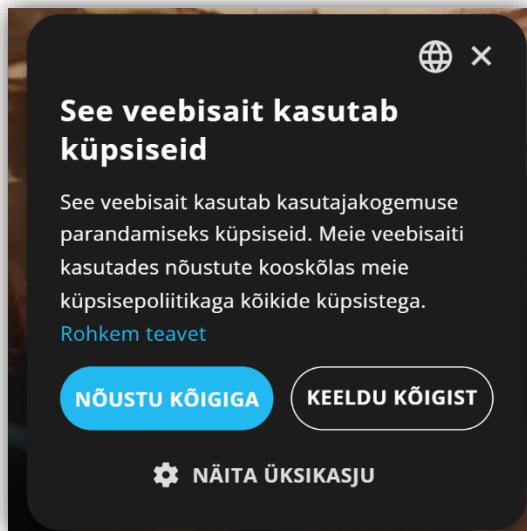 See veebisait kasutab
küpsiseid
See veebisait kasutab kasutajakogemuse
parandamiseks küpsiseid. Meie veebisaiti
kasutades nõustute kooskõlas meie
küpsisepoliitikaga kõikide küpsistega.
Rohkem teavet
NÕUSTU KÕIGIGA KEELDU KÕIGIST
NÄITA ÜKSIKASJU